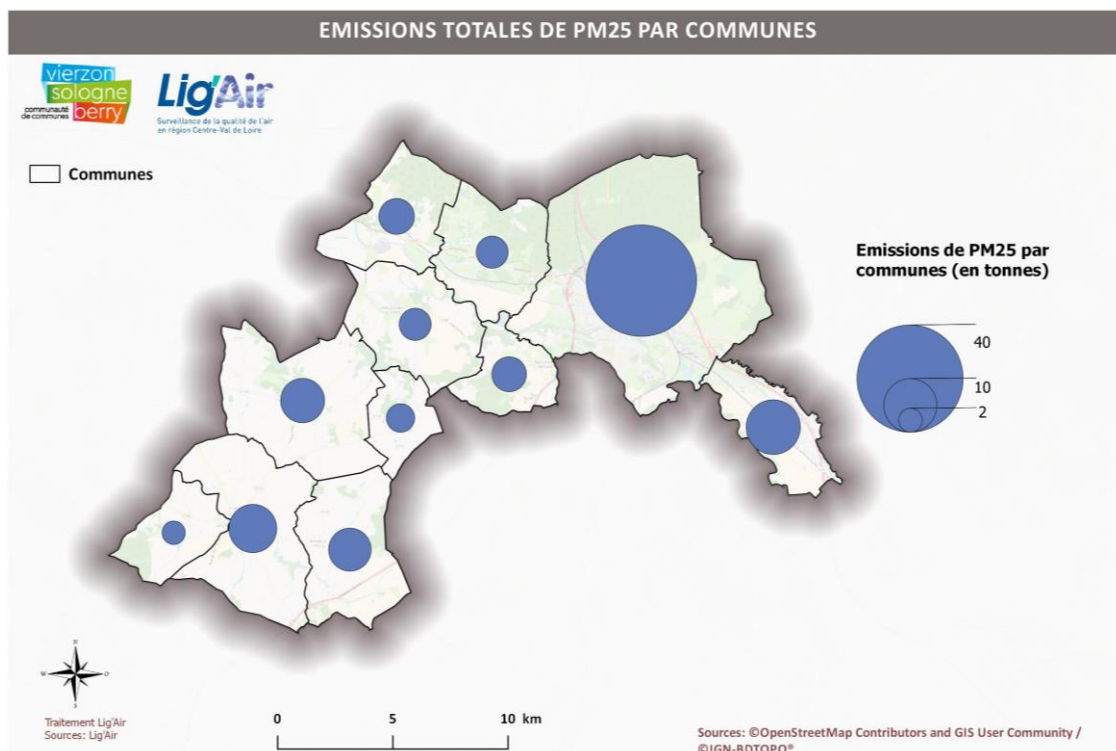 EMISSIONS TOTALES DE PM25 PAR COMMUNES
vierzon
sologne
communauté
de communes
berry
Lig'Air
Surveillance de la qualité de l'air
en région Centre-Val de Loire
Communes
Emissions de PM25 par
communes (en tonnes)
40
10
2
N
W
O
S
Traitement Lig'Air
Sources: Lig'Air
0 5 10 km
Sources: ©OpenStreetMap Contributors and GIS User Community /
©IGN-BDTOPO®